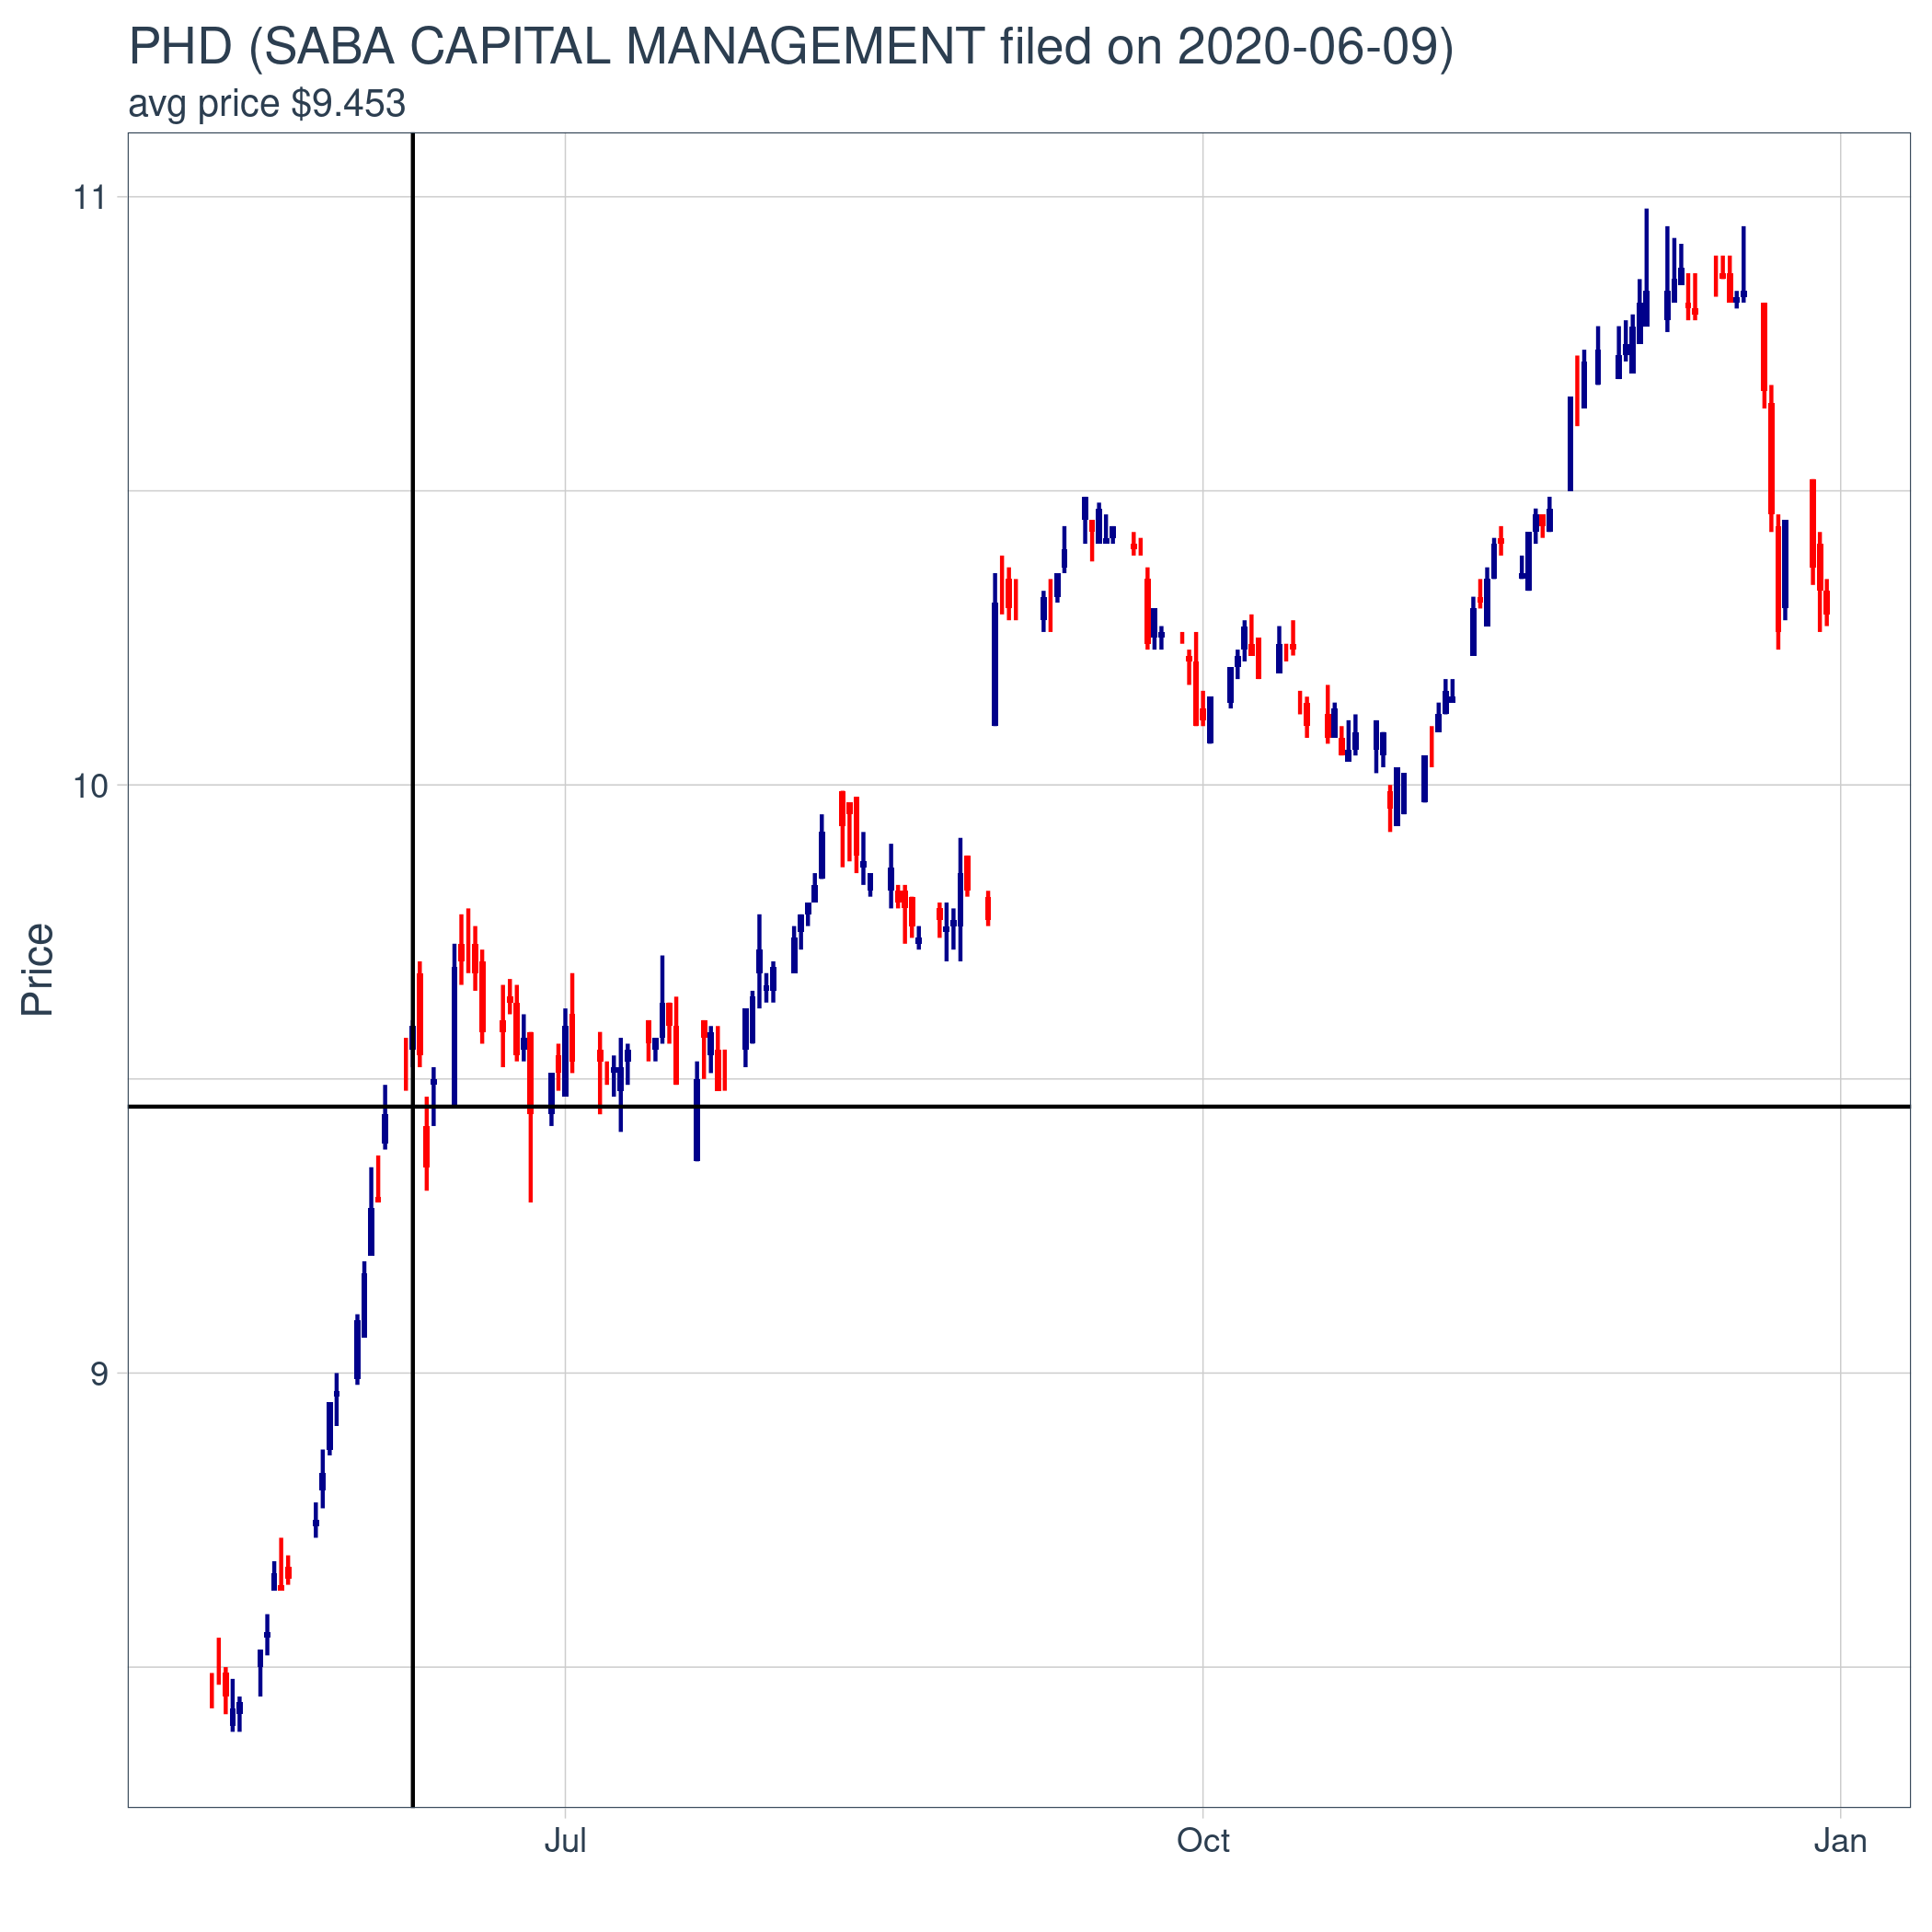 PHD (SABA CAPITAL MANAGEMENT filed on 2020-06-09)
avg price $9.453
11
10
9
Price
Jul Oct Jan